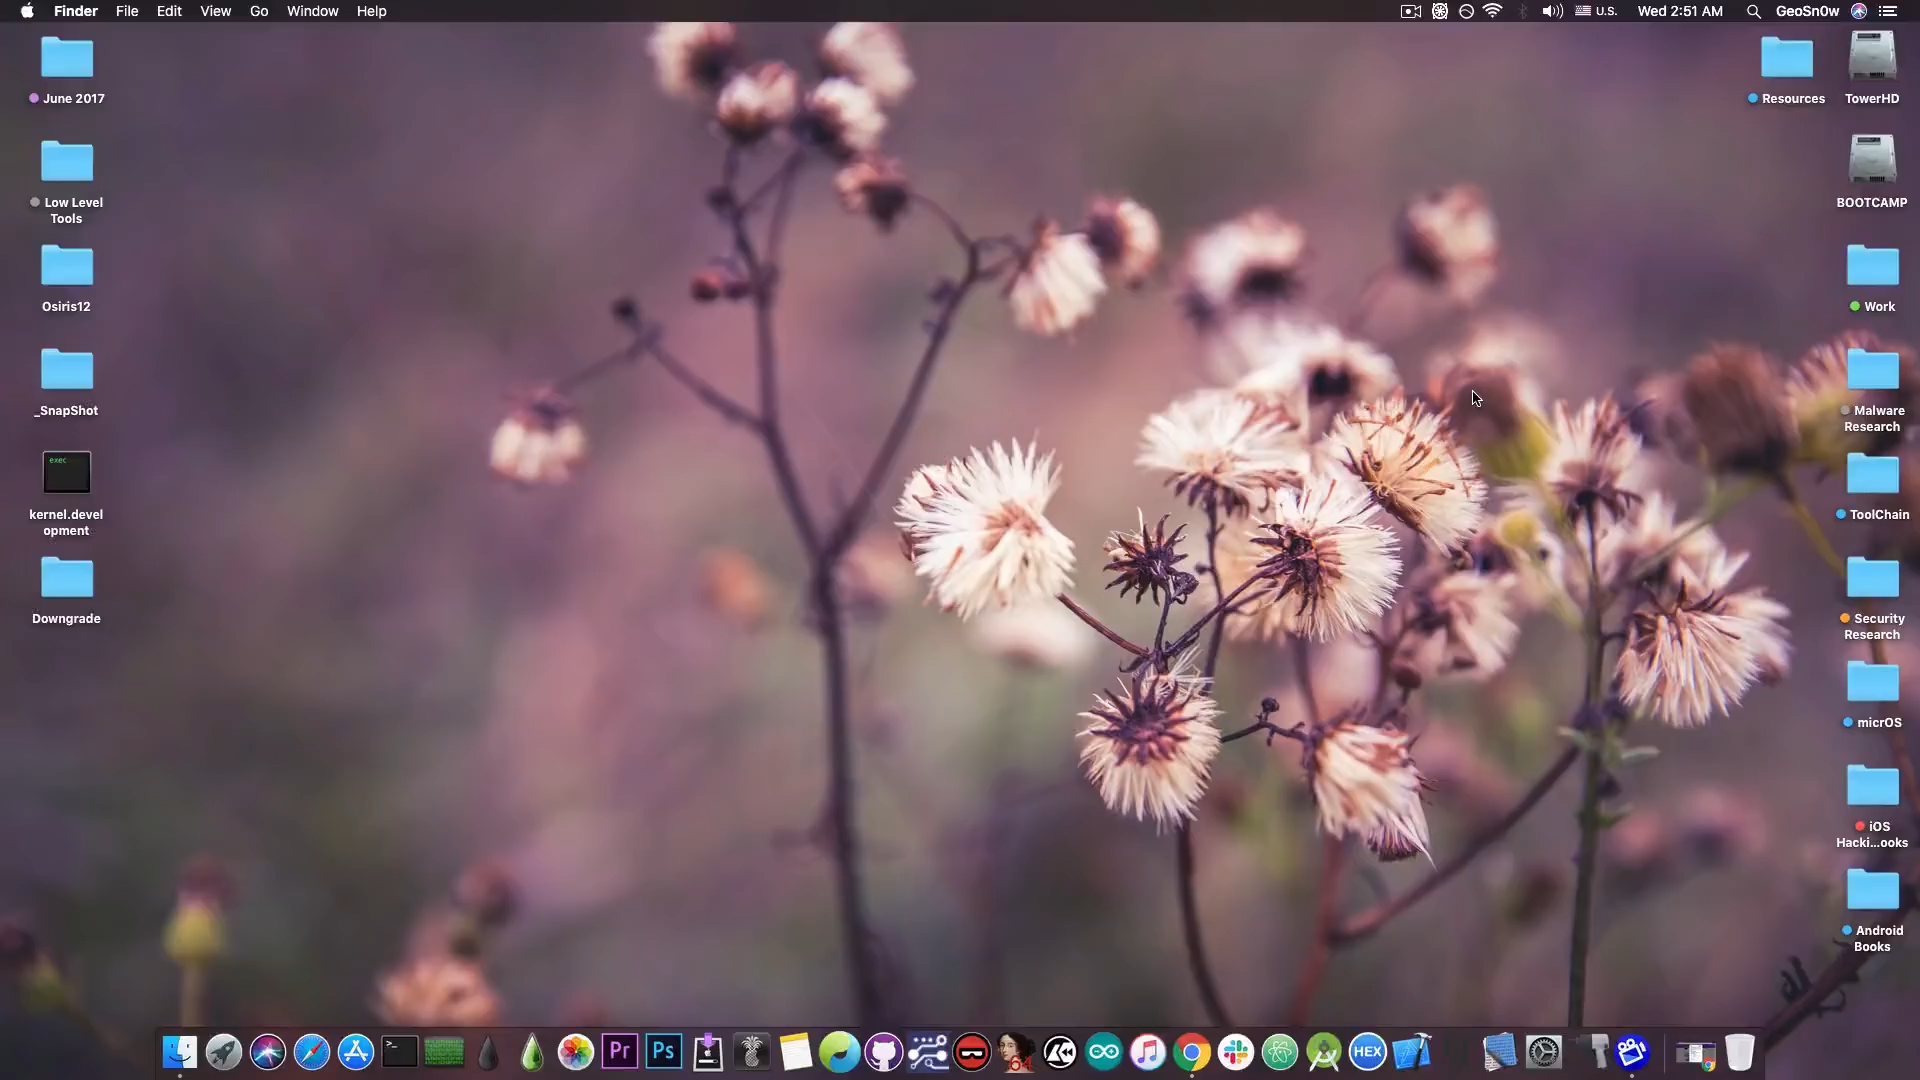 Finder File Edit View Go Window Help
U.S. Wed 2:51 AM GeoSn0w
June 2017
Low Level
Tools
Osiris12
_SnapShot
exec
kernel.devel
opment
Downgrade
Resources
TowerHD
BOOTCAMP
Work
Malware
Research
ToolChain
Security
Research
micrOS
iOS
Hacki...ooks
Android
Books
>_
Pr
Ps
64
HEX